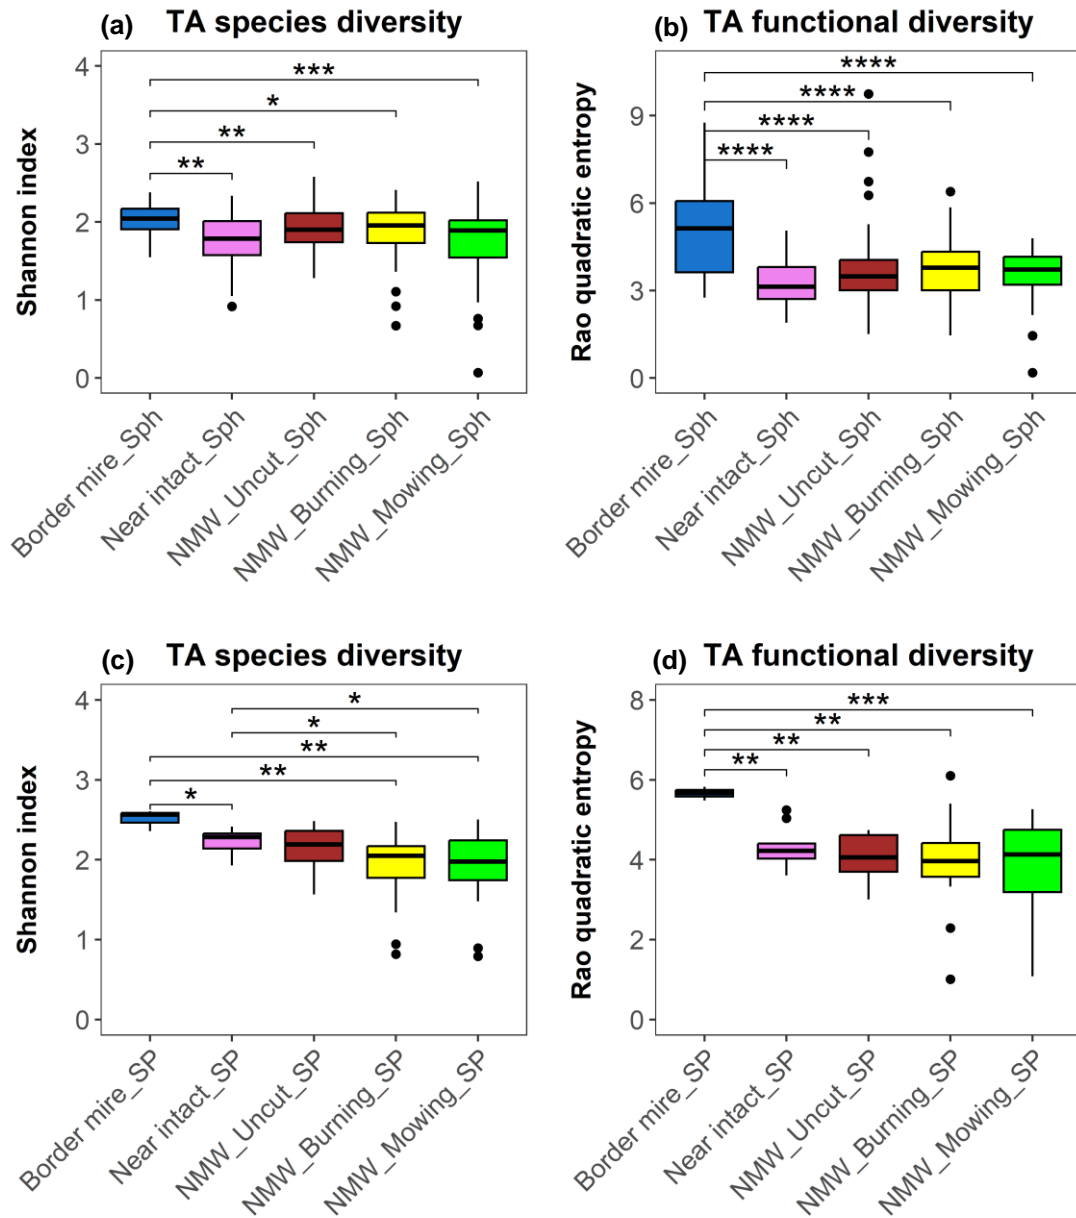 (a) TA species diversity
Shannon index
4
3
2
1
0
***
*
**
**
Border mire_Sph
Near intact_Sph
NMW_Uncut_Sph
NMW_Burning_Sph
NMW_Mowing_Sph
(b) TA functional diversity
Rao quadratic entropy
9
6
3
0
****
****
****
****
Border mire_Sph
Near intact_Sph
NMW_Uncut_Sph
NMW_Burning_Sph
NMW_Mowing_Sph
(c) TA species diversity
Shannon index
4
3
2
1
0
*
*
**
**
*
Border mire_SP
Near intact_SP
NMW_Uncut_SP
NMW_Burning_SP
NMW_Mowing_SP
(d) TA functional diversity
Rao quadratic entropy
8
6
4
2
0
***
**
**
**
Border mire_SP
Near intact_SP
NMW_Uncut_SP
NMW_Burning_SP
NMW_Mowing_SP